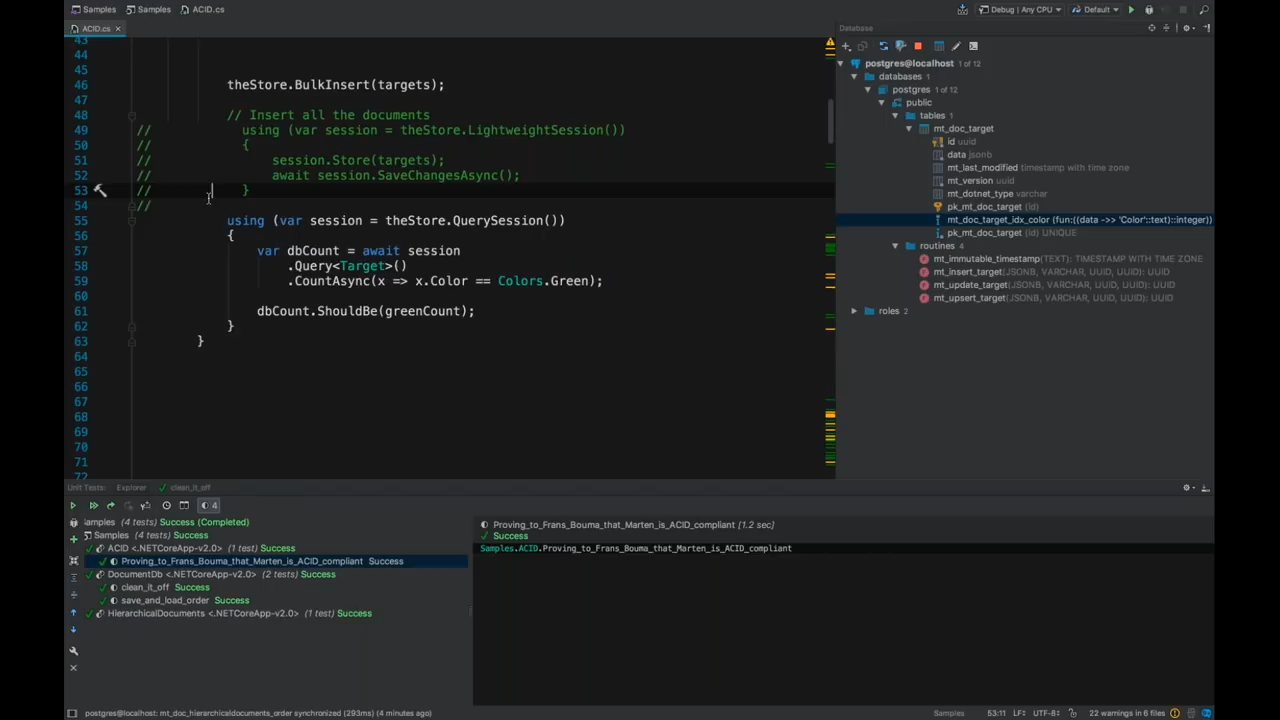 Samples Samples ACID.cs Debug | Any CPU Default
ACID.cs × Database
43
44
45
46 theStore.BulkInsert(targets);
47
48 // Insert all the documents
49 // using (var session = theStore.LightweightSession())
50 // {
51 // session.Store(targets);
52 // await session.SaveChangesAsync();
53 // }
54 //
55 using (var session = theStore.QuerySession())
56 {
57 var dbCount = await session
58 .Query<Target>()
59 .CountAsync(x => x.Color == Colors.Green);
60
61 dbCount.ShouldBe(greenCount);
62 }
63 }
64
65
66
67
68
69
70
71
72
postgres@localhost 1 of 12
databases 1
postgres 1 of 12
public
tables 1
mt_doc_target
id uuid
data jsonb
mt_last_modified timestamp with time zone
mt_version uuid
mt_dotnet_type varchar
pk_mt_doc_target (id)
mt_doc_target_idx_color (fun:((data ->> 'Color'::text)::integer))
pk_mt_doc_target (id) UNIQUE
routines 4
mt_immutable_timestamp(TEXT): TIMESTAMP WITH TIME ZONE
mt_insert_target(JSONB, VARCHAR, UUID, UUID): UUID
mt_update_target(JSONB, VARCHAR, UUID, UUID): UUID
mt_upsert_target(JSONB, VARCHAR, UUID, UUID): UUID
roles 2
Unit Tests: Explorer clean_it_off
4
Samples (4 tests) Success (Completed)
Samples (4 tests) Success
ACID <.NETCoreApp-v2.0> (1 test) Success
Proving_to_Frans_Bouma_that_Marten_is_ACID_compliant Success
DocumentDb <.NETCoreApp-v2.0> (2 tests) Success
clean_it_off Success
save_and_load_order Success
HierarchicalDocuments <.NETCoreApp-v2.0> (1 test) Success
Proving_to_Frans_Bouma_that_Marten_is_ACID_compliant [1.2 sec]
Success
Samples.ACID.Proving_to_Frans_Bouma_that_Marten_is_ACID_compliant
postgres@localhost: mt_doc_hierarchicaldocuments_order synchronized (293ms) (4 minutes ago) Samples 53:11 LF÷ UTF-8÷ 22 warnings in 6 files